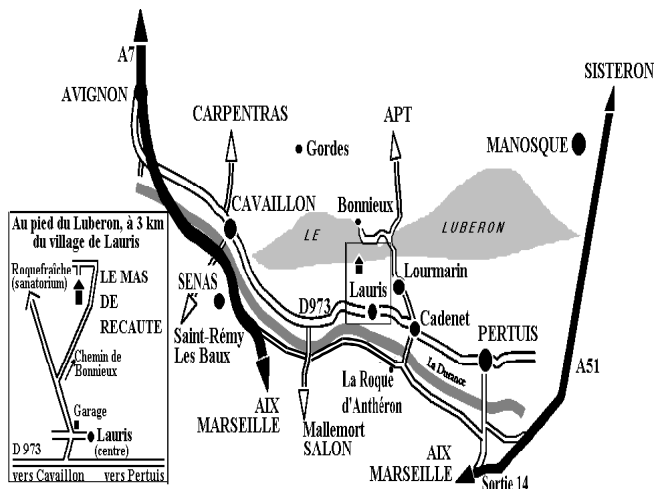 A7
AVIGNON
CARPENTRAS
Gordes
APT
SISTERON
MANOSQUE
Bonnieux
CAVAILLON
LE
LUBERON
SENAS
Saint-Rémy
Les Baux
D973
Lauris
Lourmarin
Cadenet
PERTUIS
La Durance
La Roque
d'Anthéron
A51
AIX
MARSEILLE
Mallemort
SALON
AIX
MARSEILLE
Sortie 14
Au pied du Luberon, à 3 km
du village de Lauris
Roquefraîche
(sanatorium)
LE MAS
DE
RECAUTE
Chemin de
Bonnieux
Garage
Lauris
(centre)
D 973
vers Cavaillon
vers Pertuis